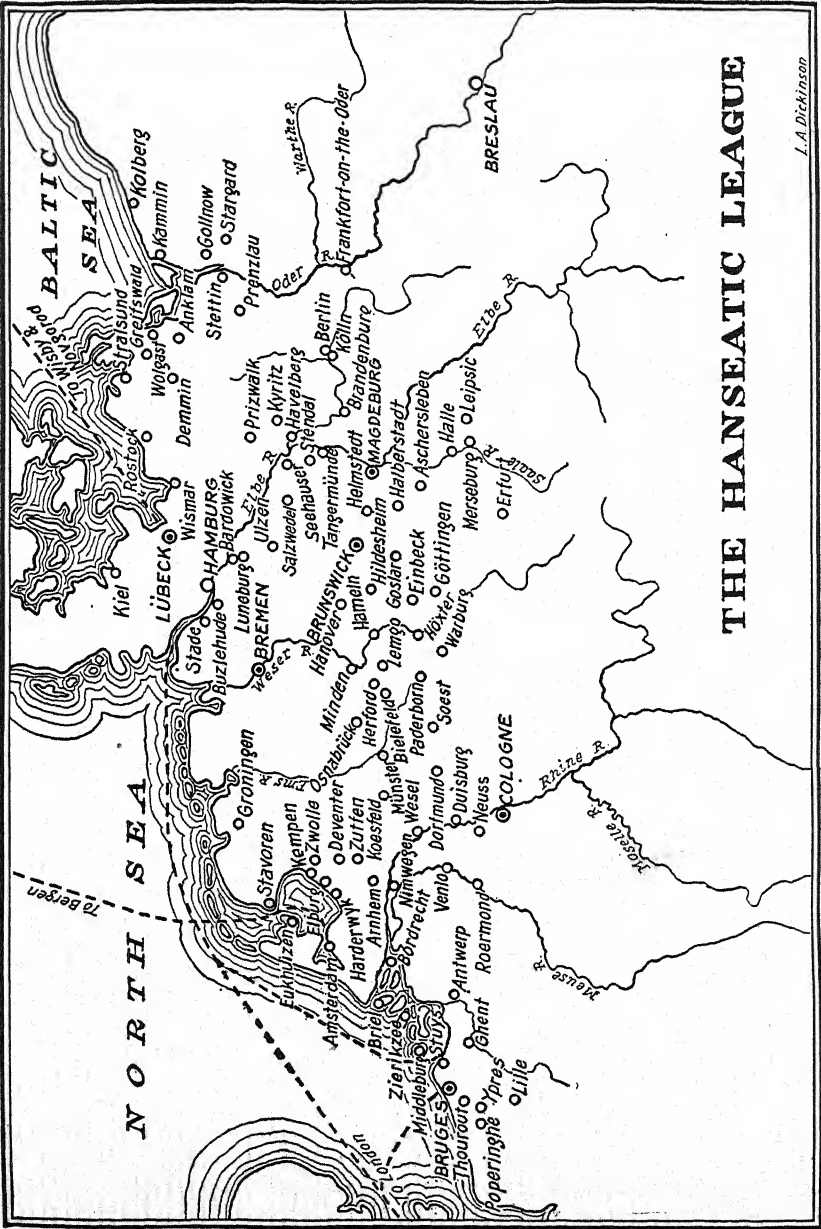 NORTH SEA
BALTIC
SEA
To Bergen
To Wisby &
Novgorod
To London
Kiel
LÜBECK
Wismar
Rostock
Stralsund
Greifswald
Wolgast
Demmin
Anklam
Kolberg
Kammin
Gollnow
Stargard
Stettin
Prenzlau
Oder R.
Warthe R.
Frankfort-on-the-Oder
BRESLAU
Stade
HAMBURG
Buzlehude
Bardowick
Luneburg
BREMEN
Weser R.
Elbe R.
Ulzen
Salzwedel
Seehausen
Stendal
Tangermünde
Prizwalk
Kyritz
Havelberg
Berlin
Kölln
Brandenburg
MAGDEBURG
Helmstedt
BRUNSWICK
Hanover
Hameln
Hildesheim
Goslar
Einbeck
Göttingen
Halberstadt
Aschersleben
Halle
Leipsic
Merseburg
Saale R.
Erfurt
Elbe R.
Minden
Lemgo
Höxter
Warburg
Herford
Bielefeld
Paderborn
Soest
Osnabrück
Ems R.
Groningen
Stavoren
Kempen
Zwolle
Deventer
Zutfen
Koesfeld
Münster
Wesel
Dortmund
Duisburg
Neuss
COLOGNE
Rhine R.
Moselle R.
Eukhuizen
Elburg
Amsterdam
Harderwyk
Arnhem
Nimwegen
Dordrecht
Venlo
Roermond
Meuse R.
Briel
Zierikzee
Middleburg
Sluys
Antwerp
Ghent
BRUGES
Thourout
Poperinghe
Ypres
Lille
THE HANSEATIC LEAGUE
L.A. Dickinson